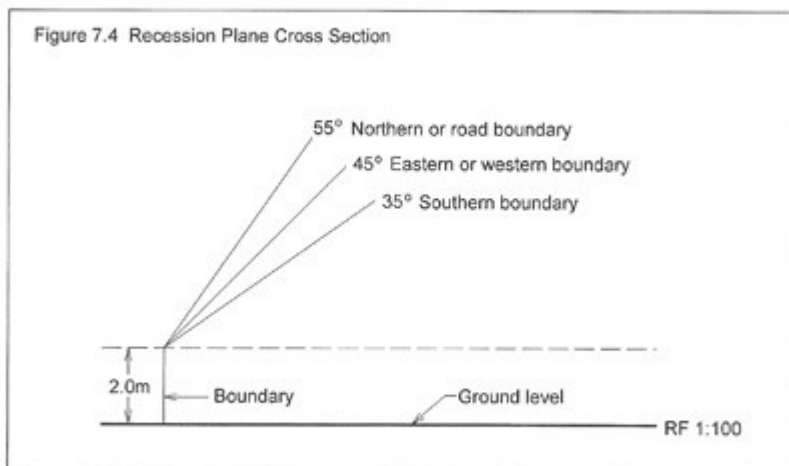 Figure 7.4 Recession Plane Cross Section
55° Northern or road boundary
45° Eastern or western boundary
35° Southern boundary
2.0m
Boundary
Ground level
RF 1:100